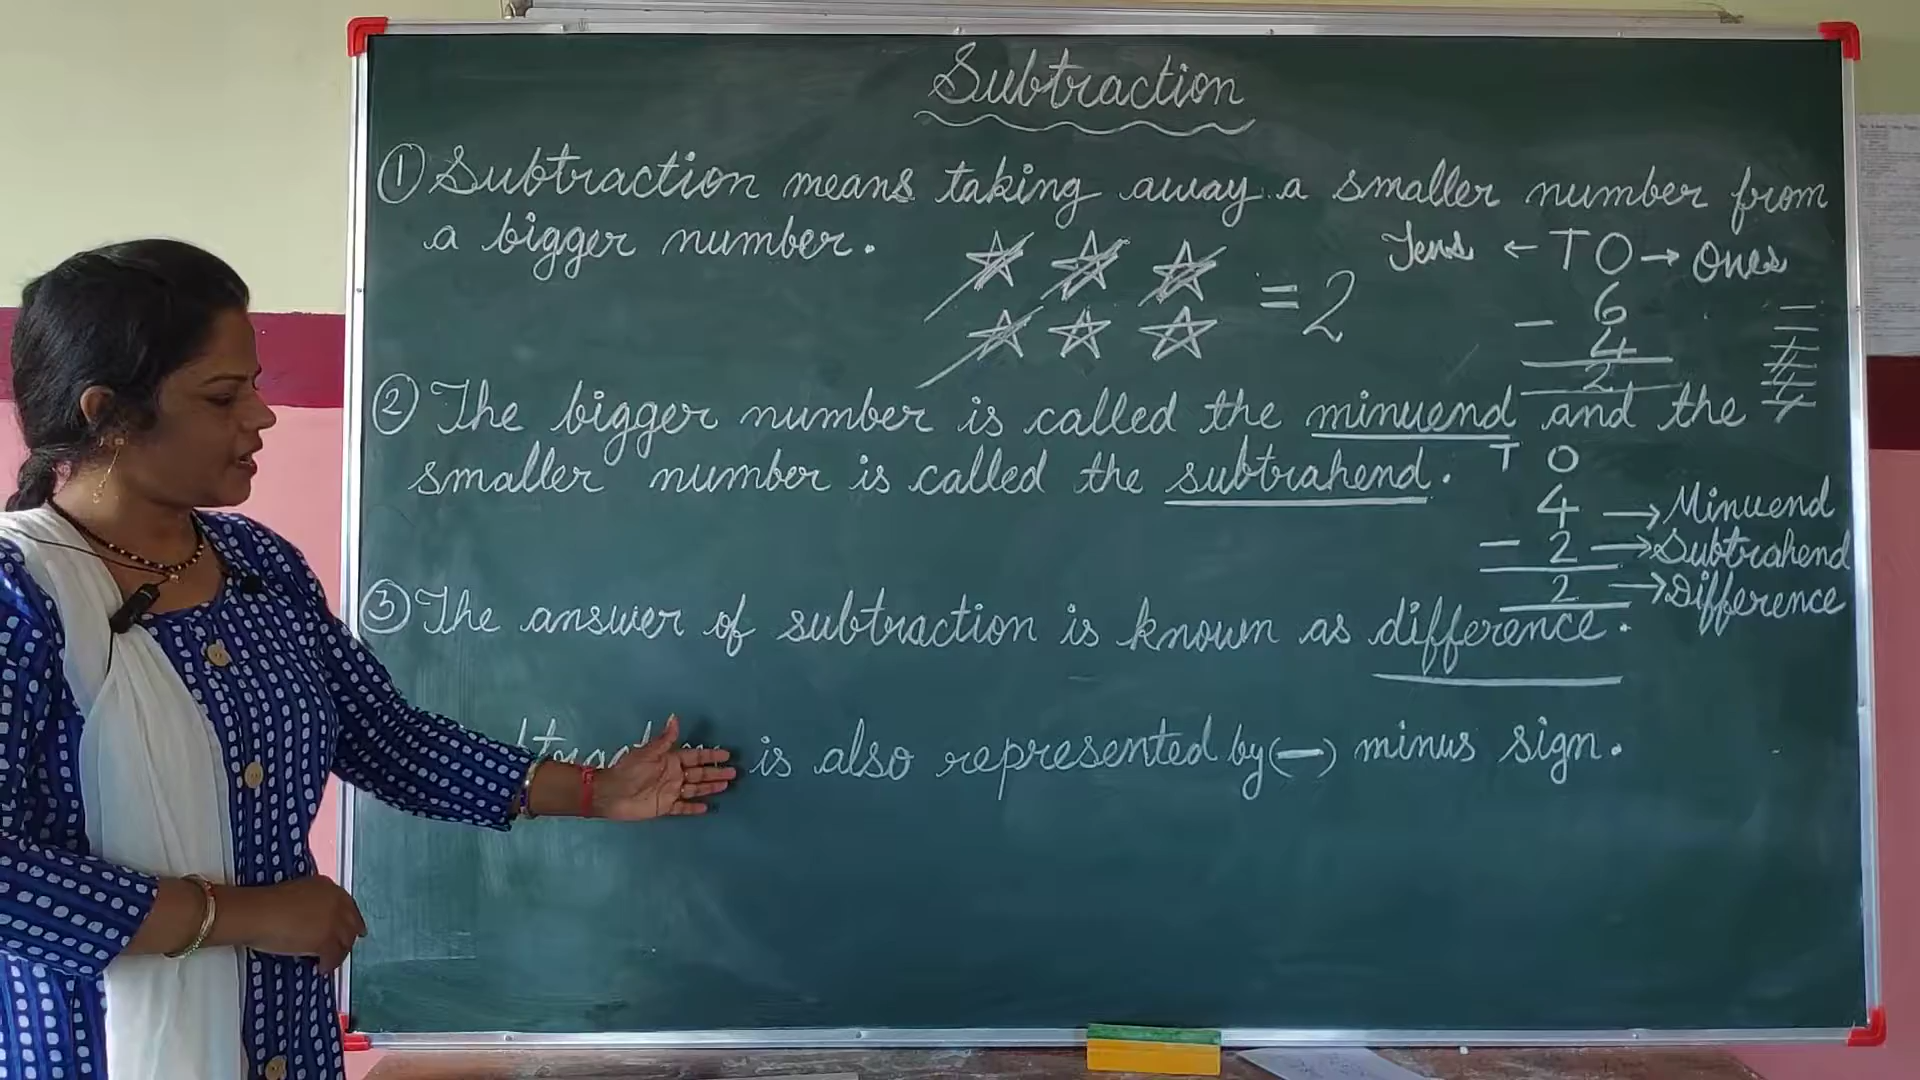 Subtraction
① Subtraction means taking away a smaller number from
a bigger number.
= 2
Tens ← T O → Ones
6
- 4
2
② The bigger number is called the minuend and the
smaller number is called the subtrahend.
T O
4 → Minuend
- 2 → Subtrahend
2 → Difference
③ The answer of subtraction is known as difference.
is also represented by (-) minus sign.